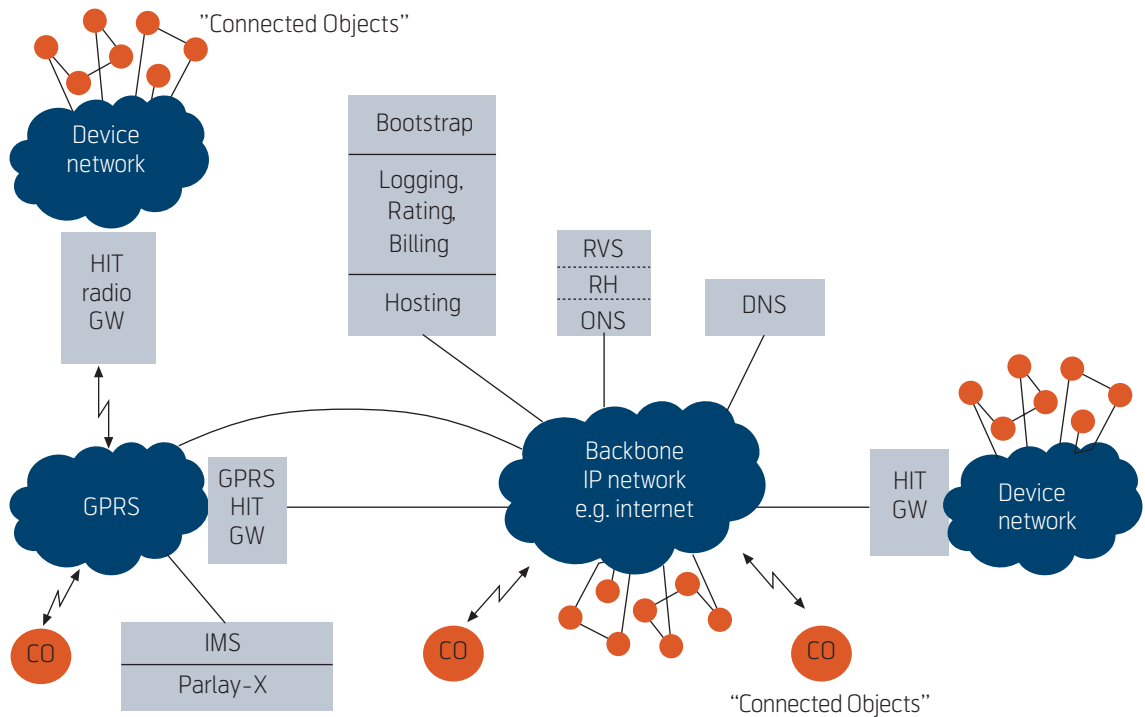 ”Connected Objects”
Device
network
Bootstrap
Logging,
Rating,
Billing
Hosting
HIT
radio
GW
RVS
RH
ONS
DNS
Backbone
IP network
e.g. internet
GPRS
GPRS
HIT
GW
HIT
GW
Device
network
CO
IMS
Parlay-X
CO
CO
“Connected Objects”